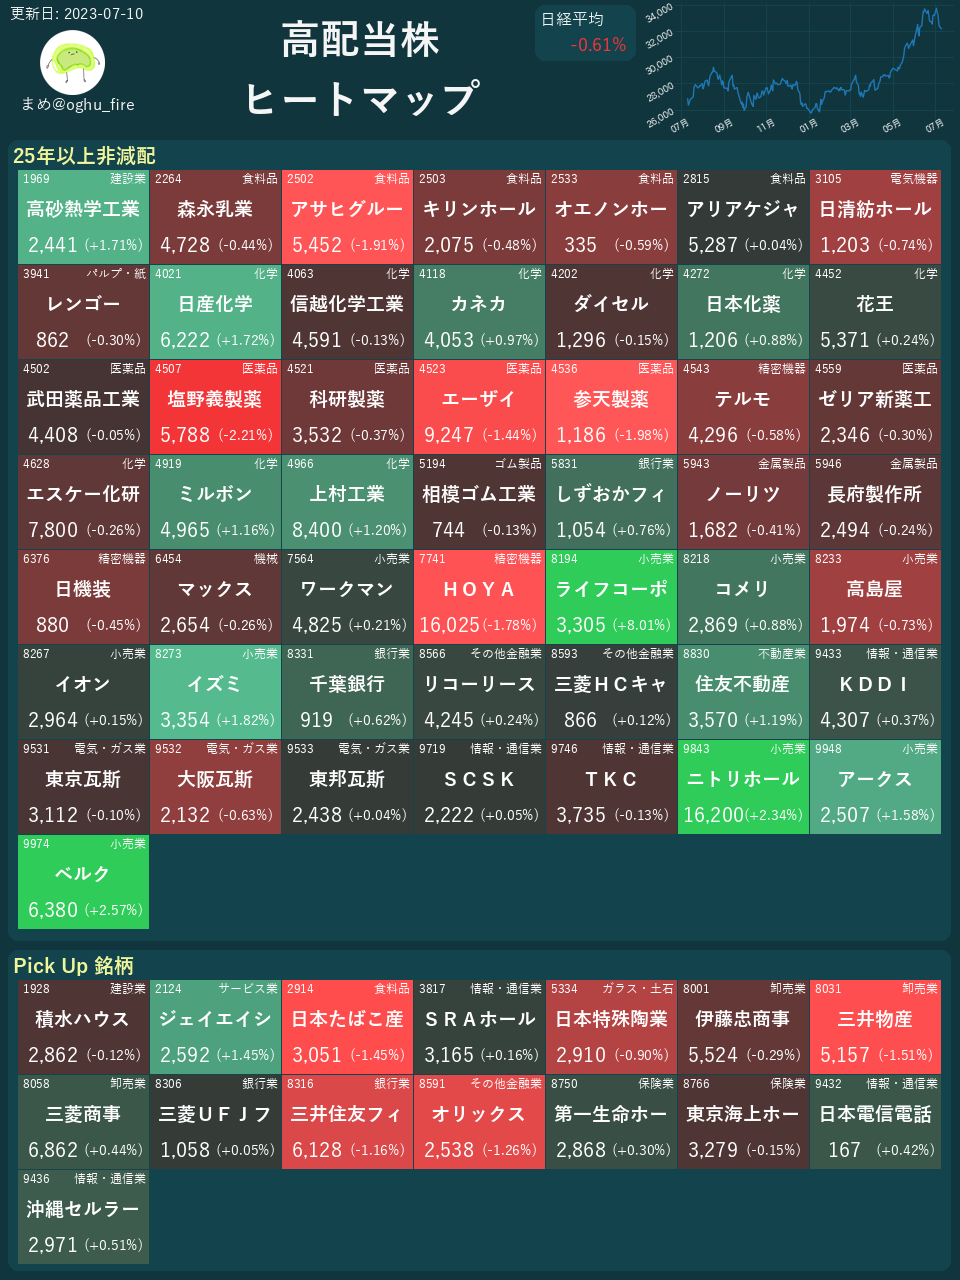 更新日: 2023-07-10
まめ@oghu_fire
高配当株
ヒートマップ
日経平均
-0.61%
34,000
32,000
30,000
28,000
26,000
07月 09月 11月 01月 03月 05月 07月
25年以上非減配
1969 建設業 2264 食料品 2502 食料品 2503 食料品 2533 食料品 2815 食料品 3105 電気機器
高砂熱学工業 森永乳業 アサヒグルー キリンホール オエノンホー アリアケジャ 日清紡ホール
2,441 (+1.71%) 4,728 (-0.44%) 5,452 (-1.91%) 2,075 (-0.48%) 335 (-0.59%) 5,287 (+0.04%) 1,203 (-0.74%)
3941 パルプ・紙 4021 化学 4063 化学 4118 化学 4202 化学 4272 化学 4452 化学
レンゴー 日産化学 信越化学工業 カネカ ダイセル 日本化薬 花王
862 (-0.30%) 6,222 (+1.72%) 4,591 (-0.13%) 4,053 (+0.97%) 1,296 (-0.15%) 1,206 (+0.88%) 5,371 (+0.24%)
4502 医薬品 4507 医薬品 4521 医薬品 4523 医薬品 4536 医薬品 4543 精密機器 4559 医薬品
武田薬品工業 塩野義製薬 科研製薬 エーザイ 参天製薬 テルモ ゼリア新薬工
4,408 (-0.05%) 5,788 (-2.21%) 3,532 (-0.37%) 9,247 (-1.44%) 1,186 (-1.98%) 4,296 (-0.58%) 2,346 (-0.30%)
4628 化学 4919 化学 4966 化学 5194 ゴム製品 5831 銀行業 5943 金属製品 5946 金属製品
エスケー化研 ミルボン 上村工業 相模ゴム工業 しずおかフィ ノーリツ 長府製作所
7,800 (-0.26%) 4,965 (+1.16%) 8,400 (+1.20%) 744 (-0.13%) 1,054 (+0.76%) 1,682 (-0.41%) 2,494 (-0.24%)
6376 精密機器 6454 機械 7564 小売業 7741 精密機器 8194 小売業 8218 小売業 8233 小売業
日機装 マックス ワークマン ＨＯＹＡ ライフコーポ コメリ 高島屋
880 (-0.45%) 2,654 (-0.26%) 4,825 (+0.21%) 16,025 (-1.78%) 3,305 (+8.01%) 2,869 (+0.88%) 1,974 (-0.73%)
8267 小売業 8273 小売業 8331 銀行業 8566 その他金融業 8593 その他金融業 8830 不動産業 9433 情報・通信業
イオン イズミ 千葉銀行 リコーリース 三菱ＨＣキャ 住友不動産 ＫＤＤＩ
2,964 (+0.15%) 3,354 (+1.82%) 919 (+0.62%) 4,245 (+0.24%) 866 (+0.12%) 3,570 (+1.19%) 4,307 (+0.37%)
9531 電気・ガス業 9532 電気・ガス業 9533 電気・ガス業 9719 情報・通信業 9746 情報・通信業 9843 小売業 9948 小売業
東京瓦斯 大阪瓦斯 東邦瓦斯 ＳＣＳＫ ＴＫＣ ニトリホール アークス
3,112 (-0.10%) 2,132 (-0.63%) 2,438 (+0.04%) 2,222 (+0.05%) 3,735 (-0.13%) 16,200 (+2.34%) 2,507 (+1.58%)
9974 小売業
ベルク
6,380 (+2.57%)
Pick Up 銘柄
1928 建設業 2124 サービス業 2914 食料品 3817 情報・通信業 5334 ガラス・土石 8001 卸売業 8031 卸売業
積水ハウス ジェイエイシ 日本たばこ産 ＳＲＡホール 日本特殊陶業 伊藤忠商事 三井物産
2,862 (-0.12%) 2,592 (+1.45%) 3,051 (-1.45%) 3,165 (+0.16%) 2,910 (-0.90%) 5,524 (-0.29%) 5,157 (-1.51%)
8058 卸売業 8306 銀行業 8316 銀行業 8591 その他金融業 8750 保険業 8766 保険業 9432 情報・通信業
三菱商事 三菱ＵＦＪフ 三井住友フィ オリックス 第一生命ホー 東京海上ホー 日本電信電話
6,862 (+0.44%) 1,058 (+0.05%) 6,128 (-1.16%) 2,538 (-1.26%) 2,868 (+0.30%) 3,279 (-0.15%) 167 (+0.42%)
9436 情報・通信業
沖縄セルラー
2,971 (+0.51%)